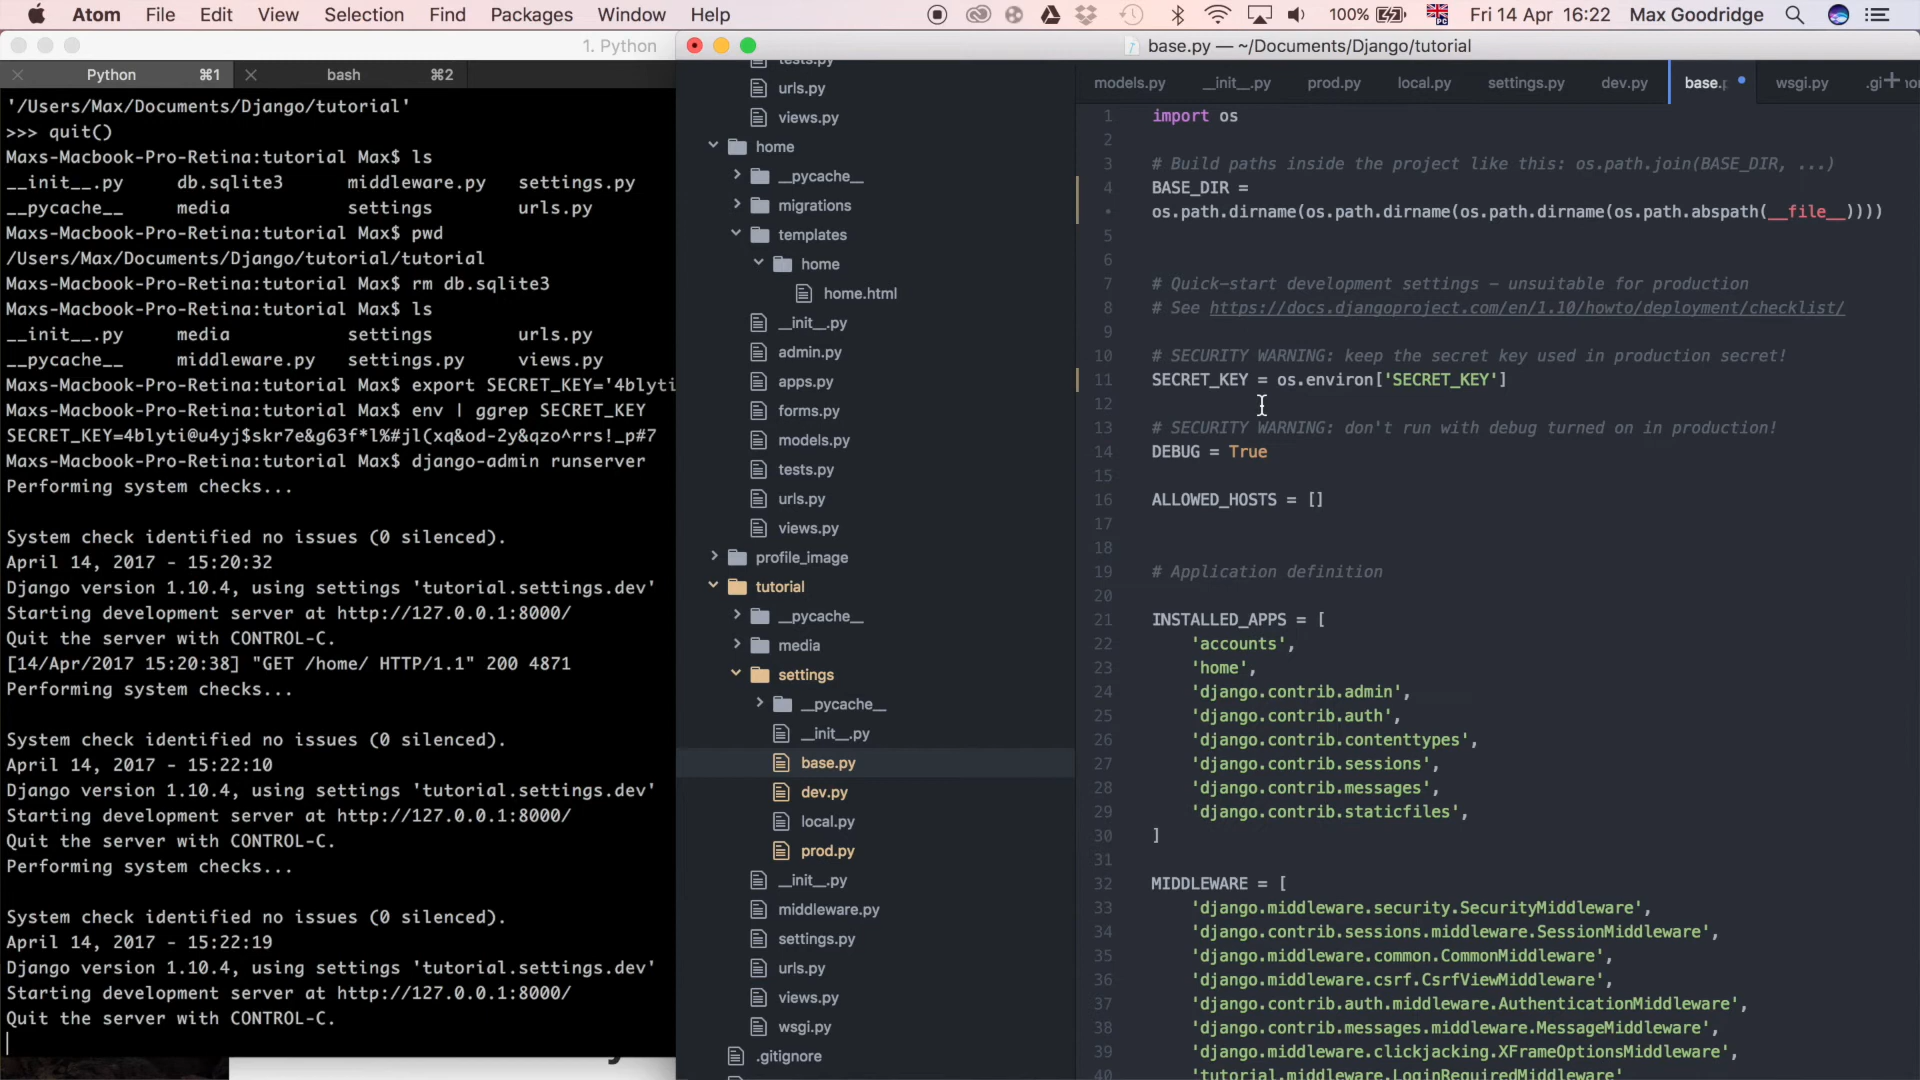 Atom File Edit View Selection Find Packages Window Help 100% Fri 14 Apr 16:22 Max Goodridge
1. Python
Python ⌘1 bash ⌘2
'/Users/Max/Documents/Django/tutorial'
>>> quit()
Maxs-Macbook-Pro-Retina:tutorial Max$ ls
__init__.py db.sqlite3 middleware.py settings.py
__pycache__ media settings urls.py
Maxs-Macbook-Pro-Retina:tutorial Max$ pwd
/Users/Max/Documents/Django/tutorial/tutorial
Maxs-Macbook-Pro-Retina:tutorial Max$ rm db.sqlite3
Maxs-Macbook-Pro-Retina:tutorial Max$ ls
__init__.py media settings urls.py
__pycache__ middleware.py settings.py views.py
Maxs-Macbook-Pro-Retina:tutorial Max$ export SECRET_KEY='4blyti
Maxs-Macbook-Pro-Retina:tutorial Max$ env | ggrep SECRET_KEY
SECRET_KEY=4blyti@u4yj$skr7e&g63f*l%#jl(xq&od-2y&qzo^rrs!_p#7
Maxs-Macbook-Pro-Retina:tutorial Max$ django-admin runserver
Performing system checks...
System check identified no issues (0 silenced).
April 14, 2017 - 15:20:32
Django version 1.10.4, using settings 'tutorial.settings.dev'
Starting development server at http://127.0.0.1:8000/
Quit the server with CONTROL-C.
[14/Apr/2017 15:20:38] "GET /home/ HTTP/1.1" 200 4871
Performing system checks...
System check identified no issues (0 silenced).
April 14, 2017 - 15:22:10
Django version 1.10.4, using settings 'tutorial.settings.dev'
Starting development server at http://127.0.0.1:8000/
Quit the server with CONTROL-C.
Performing system checks...
System check identified no issues (0 silenced).
April 14, 2017 - 15:22:19
Django version 1.10.4, using settings 'tutorial.settings.dev'
Starting development server at http://127.0.0.1:8000/
Quit the server with CONTROL-C.
base.py — ~/Documents/Django/tutorial
tests.py
urls.py
views.py
home
__pycache__
migrations
templates
home
home.html
__init__.py
admin.py
apps.py
forms.py
models.py
tests.py
urls.py
views.py
profile_image
tutorial
__pycache__
media
settings
__pycache__
__init__.py
base.py
dev.py
local.py
prod.py
__init__.py
middleware.py
settings.py
urls.py
views.py
wsgi.py
.gitignore
models.py __init__.py prod.py local.py settings.py dev.py base. wsgi.py .gi
1 import os
2
3 # Build paths inside the project like this: os.path.join(BASE_DIR, ...)
4 BASE_DIR =
• os.path.dirname(os.path.dirname(os.path.dirname(os.path.abspath(__file__))))
5
6
7 # Quick-start development settings - unsuitable for production
8 # See https://docs.djangoproject.com/en/1.10/howto/deployment/checklist/
9
10 # SECURITY WARNING: keep the secret key used in production secret!
11 SECRET_KEY = os.environ['SECRET_KEY']
12
13 # SECURITY WARNING: don't run with debug turned on in production!
14 DEBUG = True
15
16 ALLOWED_HOSTS = []
17
18
19 # Application definition
20
21 INSTALLED_APPS = [
22 'accounts',
23 'home',
24 'django.contrib.admin',
25 'django.contrib.auth',
26 'django.contrib.contenttypes',
27 'django.contrib.sessions',
28 'django.contrib.messages',
29 'django.contrib.staticfiles',
30 ]
31
32 MIDDLEWARE = [
33 'django.middleware.security.SecurityMiddleware',
34 'django.contrib.sessions.middleware.SessionMiddleware',
35 'django.middleware.common.CommonMiddleware',
36 'django.middleware.csrf.CsrfViewMiddleware',
37 'django.contrib.auth.middleware.AuthenticationMiddleware',
38 'django.contrib.messages.middleware.MessageMiddleware',
39 'django.middleware.clickjacking.XFrameOptionsMiddleware',
40 'tutorial.middleware.LoginRequiredMiddleware'